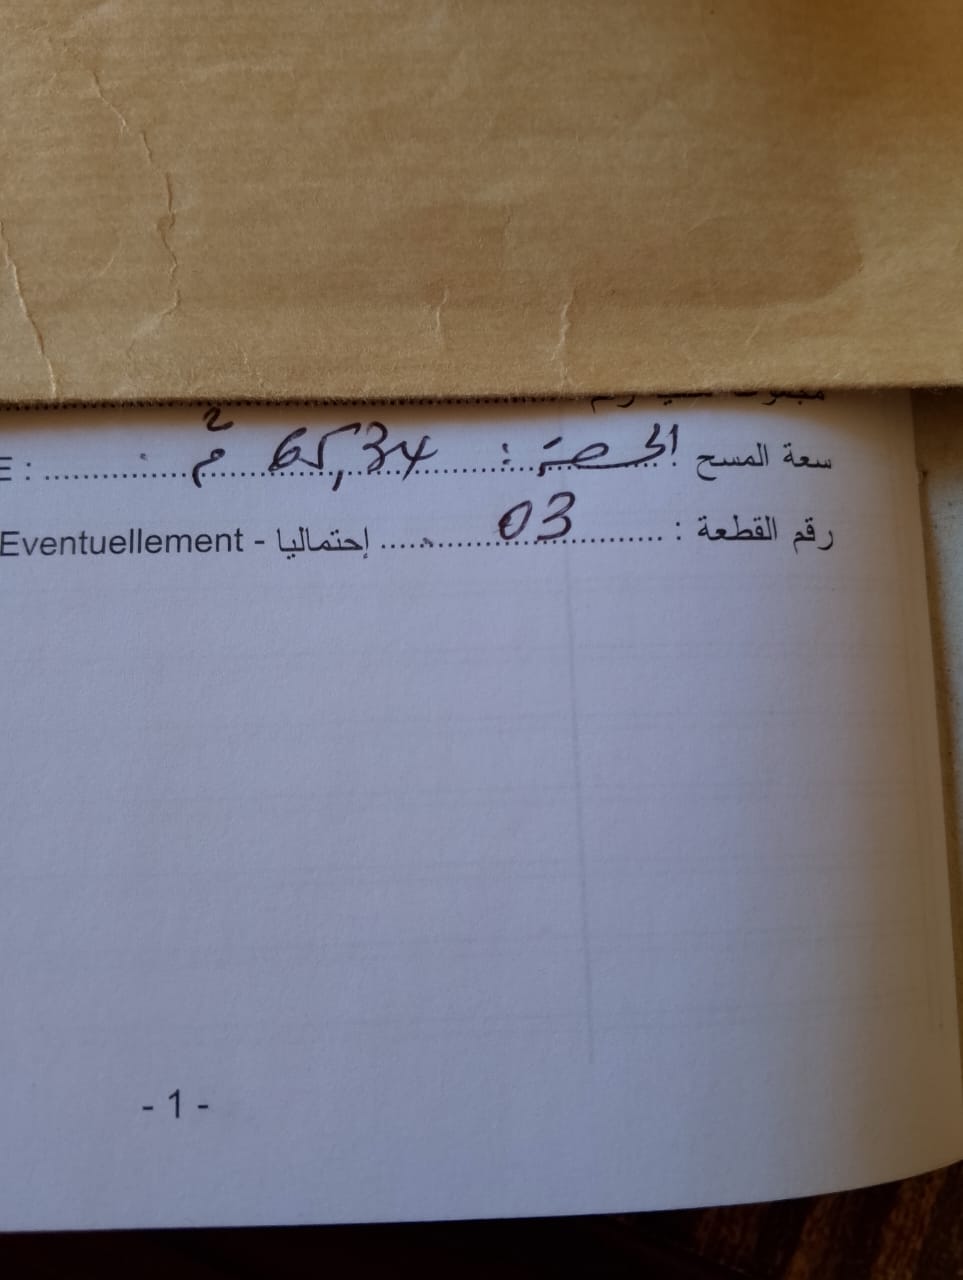 سعة المسح الحصة : 65,34 م² E :
رقم القطعة : 03 إحتماليا - Eventuellement
- 1 -